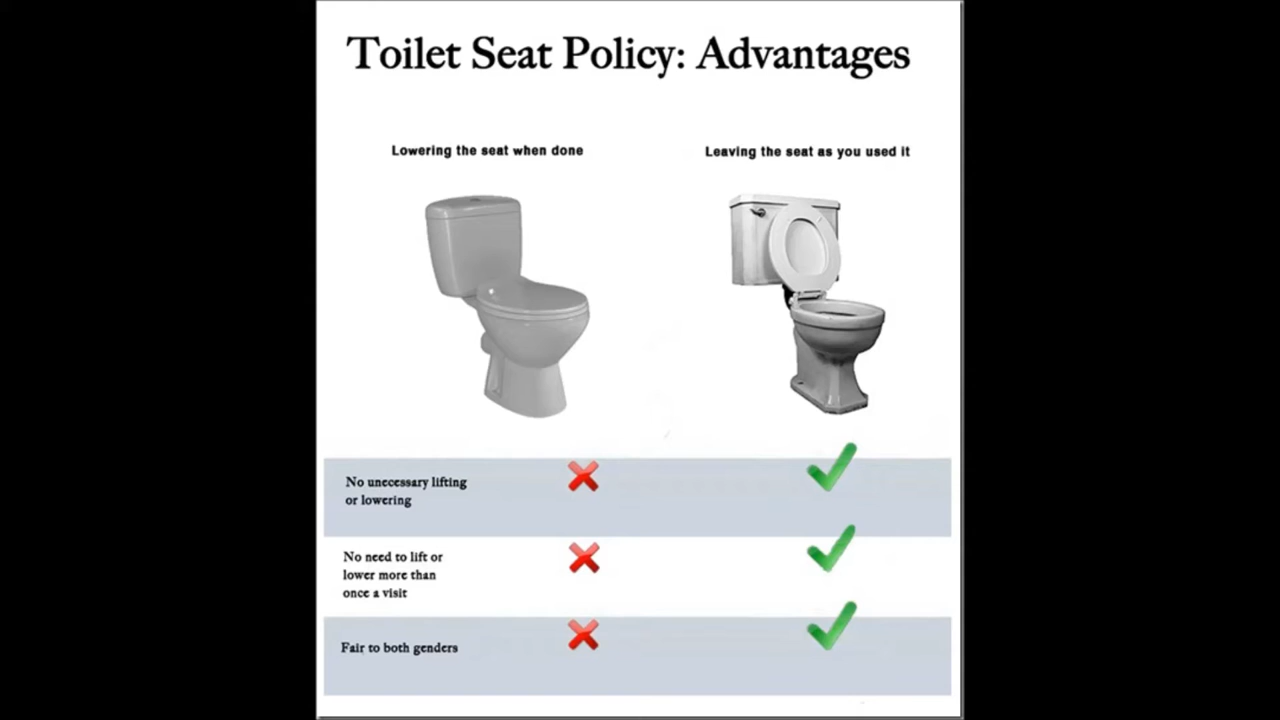 Toilet Seat Policy: Advantages
Lowering the seat when done
Leaving the seat as you used it
No unecessary lifting
or lowering
No need to lift or
lower more than
once a visit
Fair to both genders